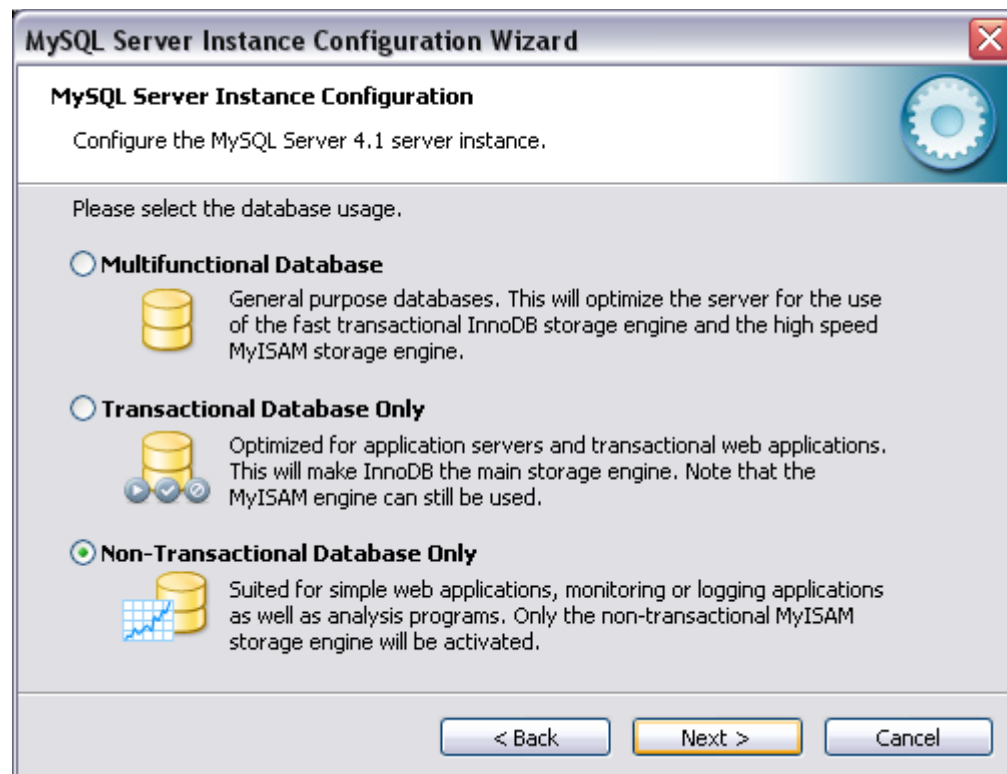 MySQL Server Instance Configuration Wizard
MySQL Server Instance Configuration
Configure the MySQL Server 4.1 server instance.
Please select the database usage.
Multifunctional Database
General purpose databases. This will optimize the server for the use
of the fast transactional InnoDB storage engine and the high speed
MyISAM storage engine.
Transactional Database Only
Optimized for application servers and transactional web applications.
This will make InnoDB the main storage engine. Note that the
MyISAM engine can still be used.
Non-Transactional Database Only
Suited for simple web applications, monitoring or logging applications
as well as analysis programs. Only the non-transactional MyISAM
storage engine will be activated.
< Back
Next >
Cancel